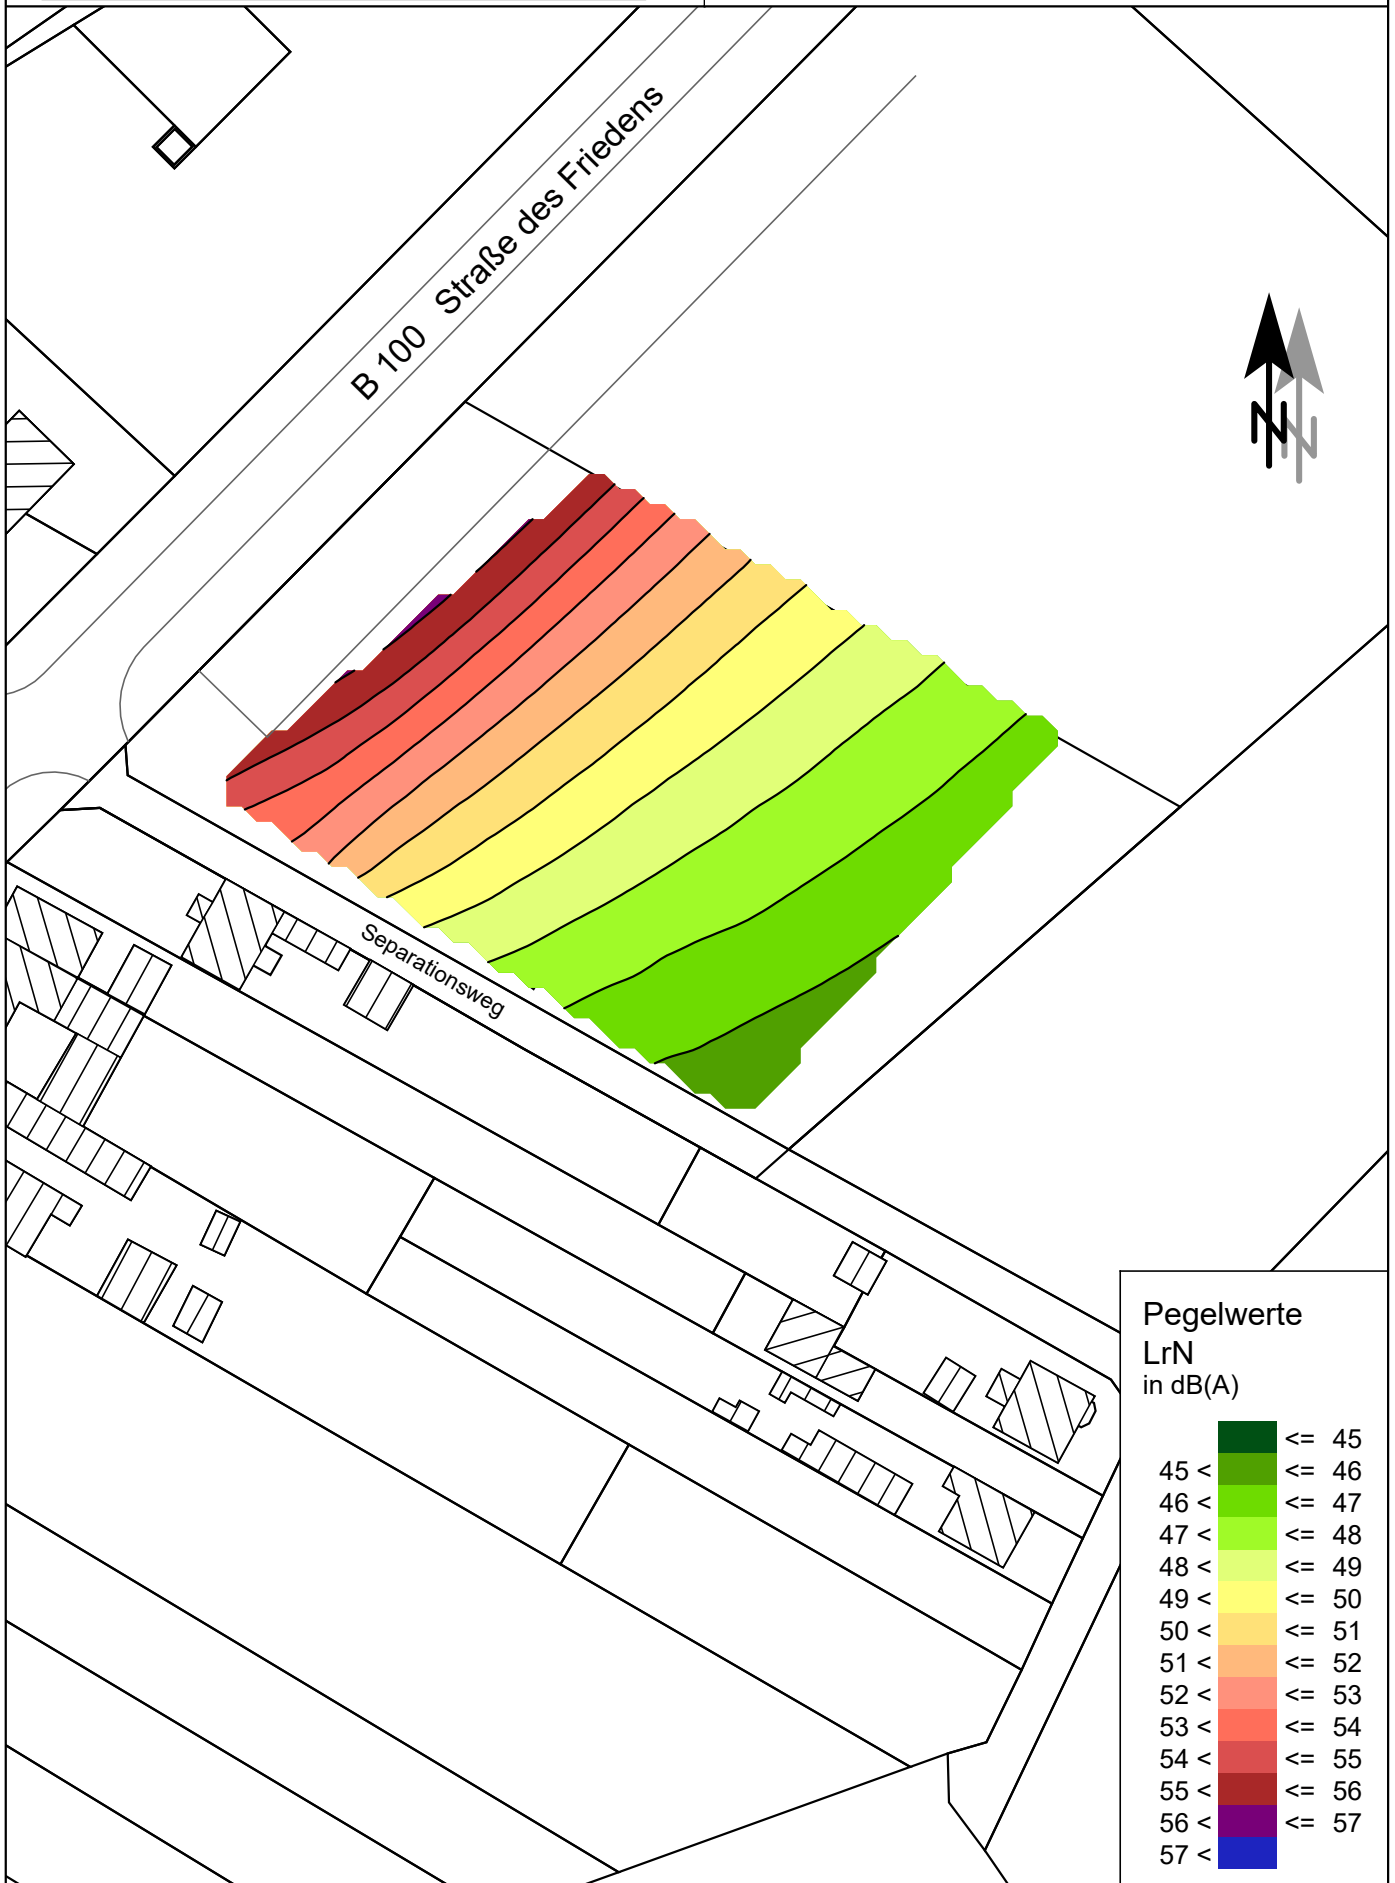 B 100 Straße des Friedens
N
N
Separationsweg
Pegelwerte
LrN
in dB(A)
<= 45
45 < <= 46
46 < <= 47
47 < <= 48
48 < <= 49
49 < <= 50
50 < <= 51
51 < <= 52
52 < <= 53
53 < <= 54
54 < <= 55
55 < <= 56
56 < <= 57
57 <